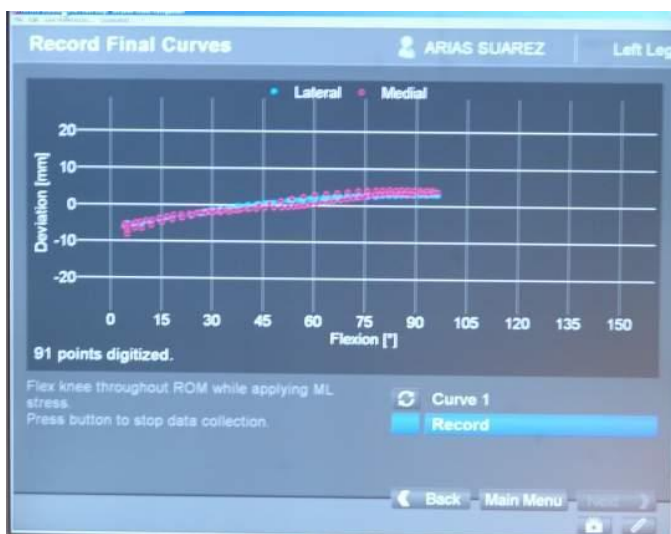 Record Final Curves
ARIAS SUAREZ
Left Leg
Lateral
Medial
Deviation [mm]
20
10
0
-10
-20
0 15 30 45 60 75 90 105 120 135 150
Flexion [°]
91 points digitized.
Flex knee throughout ROM while applying ML
stress.
Press button to stop data collection.
Curve 1
Record
Back
Main Menu
Next